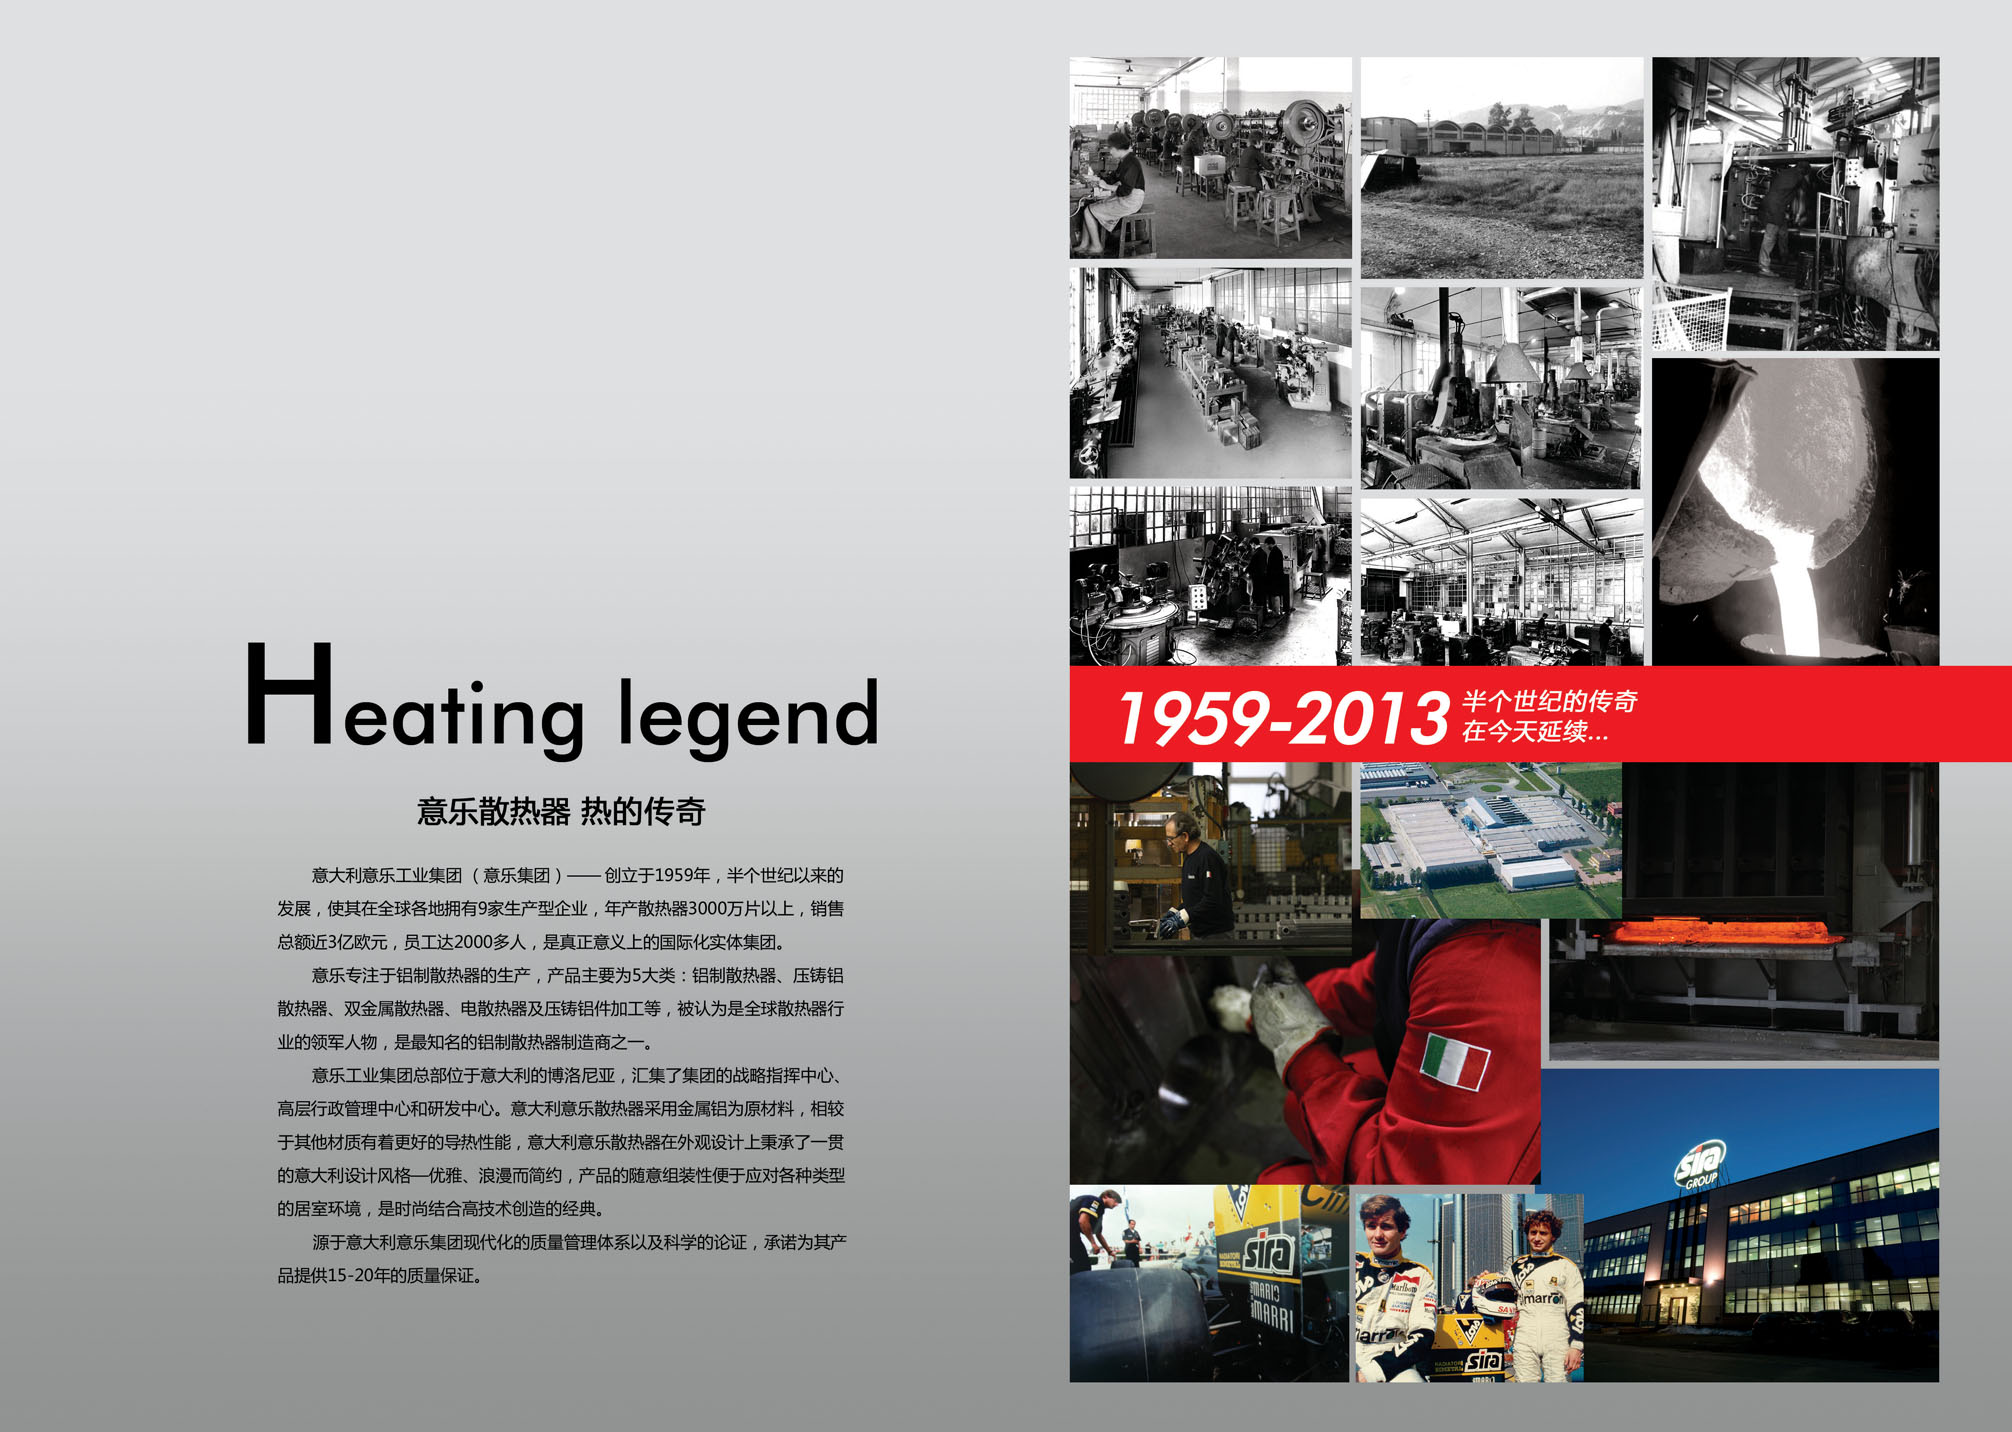 Heating legend
意乐散热器 热的传奇
意大利意乐工业集团（意乐集团）—— 创立于1959年，半个世纪以来的
发展，使其在全球各地拥有9家生产型企业，年产散热器3000万片以上，销售
总额近3亿欧元，员工达2000多人，是真正意义上的国际化实体集团。
意乐专注于铝制散热器的生产，产品主要为5大类：铝制散热器、压铸铝
散热器、双金属散热器、电散热器及压铸铝件加工等，被认为是全球散热器行
业的领军人物，是最知名的铝制散热器制造商之一。
意乐工业集团总部位于意大利的博洛尼亚，汇集了集团的战略指挥中心、
高层行政管理中心和研发中心。意大利意乐散热器采用金属铝为原材料，相较
于其他材质有着更好的导热性能，意大利意乐散热器在外观设计上秉承了一贯
的意大利设计风格—优雅、浪漫而简约，产品的随意组装性便于应对各种类型
的居室环境，是时尚结合高技术创造的经典。
源于意大利意乐集团现代化的质量管理体系以及科学的论证，承诺为其产
品提供15-20年的质量保证。
1959-2013
半个世纪的传奇
在今天延续...
sira
GROUP
RADIATORI
sira
MARIO
Marlboro
marron
RADIATORI
sira